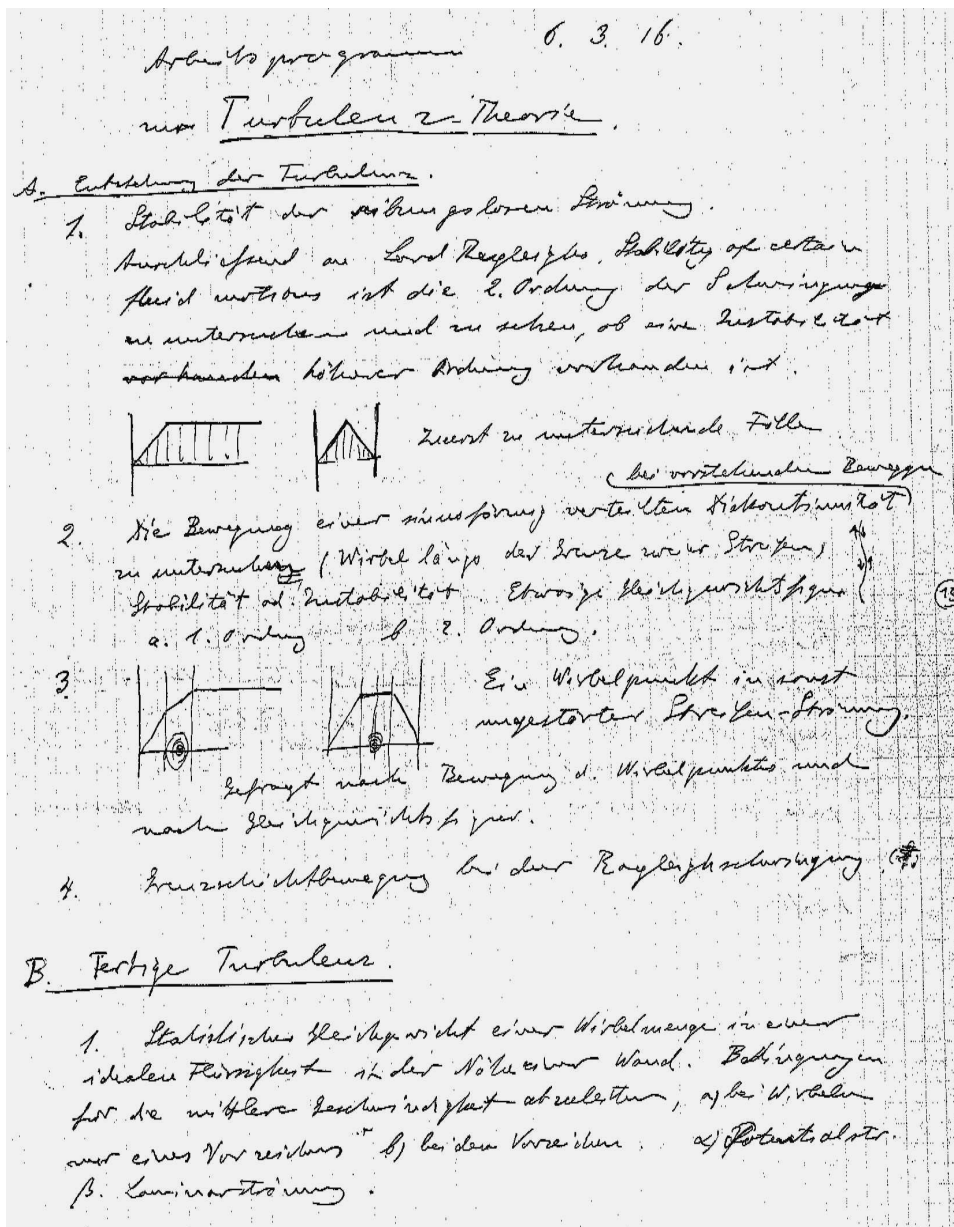 Arbeitsprogramm 6. 3. 16.
zur Turbulenz-Theorie.
A. Entstehung der Turbulenz.
1. Stabilität der reibungslosen Strömung.
Anschliessend an Lord Rayleighs, Stability of certain
fluid motions ist die 2. Ordnung der Schwingung
zu untersuchen und zu sehen, ob eine Instabilität
vorhanden höherer Ordnung vorhanden ist.
Zuerst zu untersuchende Fälle
bei vorstehenden Beweggn
2. Die Bewegung einer sinusförmig verteilten Diskontinuität
zu untersuchen (Wirbel längs der Grenze zweier Streifen)
Stabilität od. Instabilität. Etwaige Gleichgewichtsfigur
a. 1. Ordnung b 2. Ordnung.
13
3. Ein Wirbelpunkt in sonst
ungestörter Streifen-Strömung.
Gefragt nach Bewegung d. Wirbelpunktes und
nach Gleichgewichtsfigur.
4. Grenzschichtbewegung bei der Rayleighschwingung
B. Fertige Turbulenz.
1. Statistisches Gleichgewicht einer Wirbelmenge in einer
idealen Flüssigkeit in der Nähe einer Wand. Bedingungen
für die mittlere Geschwindigkeit abzuleiten, a) bei Wirbeln
nur eines Vorzeichens b) beiden Vorzeichen. α) Potentialstr.
β. Laminarströmung.